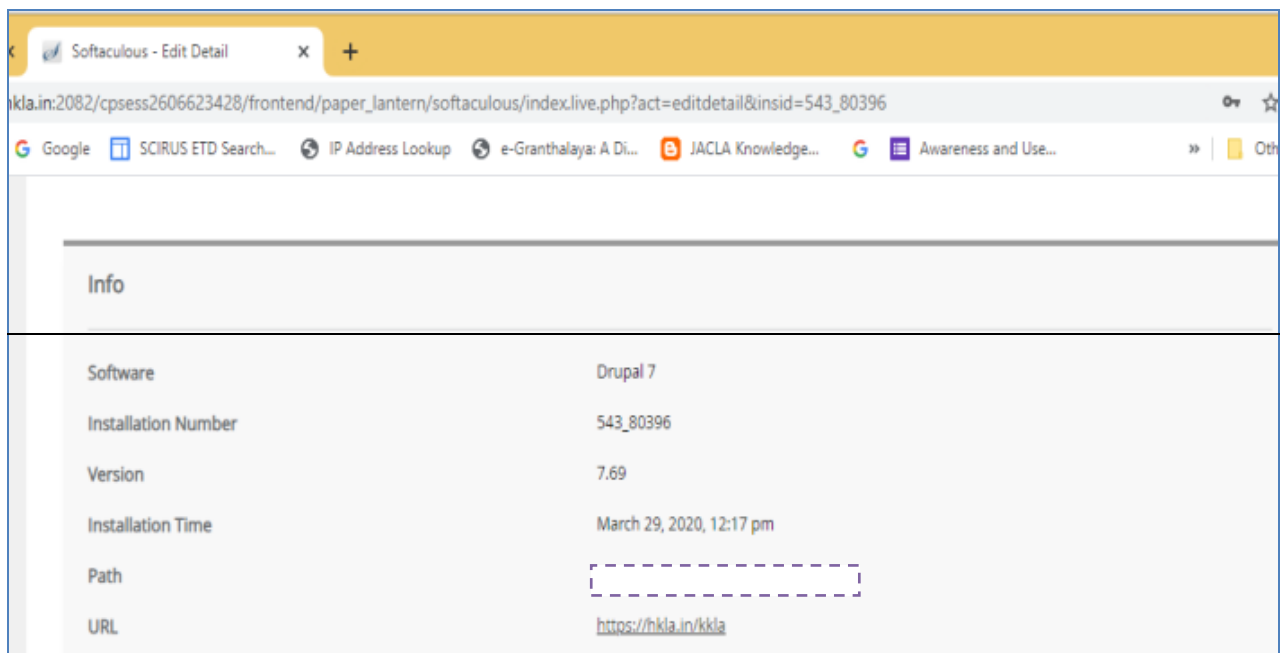 Softaculous - Edit Detail
kla.in:2082/cpsess2606623428/frontend/paper_lantern/softaculous/index.live.php?act=editdetail&insid=543_80396
Google SCIRUS ETD Search... IP Address Lookup e-Granthalaya: A Di... JACLA Knowledge... Awareness and Use... » Oth
Info
Software Drupal 7
Installation Number 543_80396
Version 7.69
Installation Time March 29, 2020, 12:17 pm
Path
URL https://hkla.in/kkla